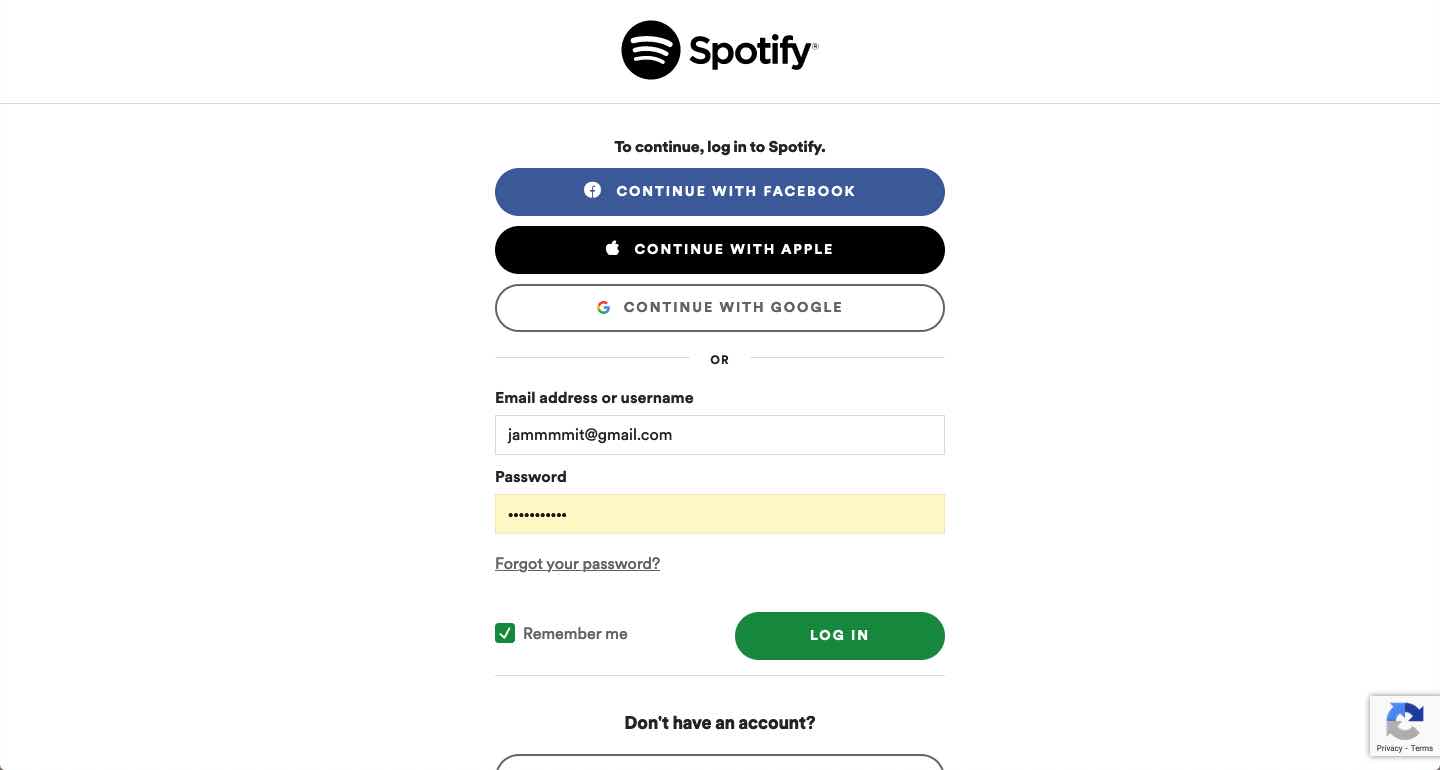 Spotify®
To continue, log in to Spotify.
CONTINUE WITH FACEBOOK
CONTINUE WITH APPLE
CONTINUE WITH GOOGLE
OR
Email address or username
jammmmit@gmail.com
Password
•••••••••••
Forgot your password?
Remember me
LOG IN
Don't have an account?
Privacy - Terms